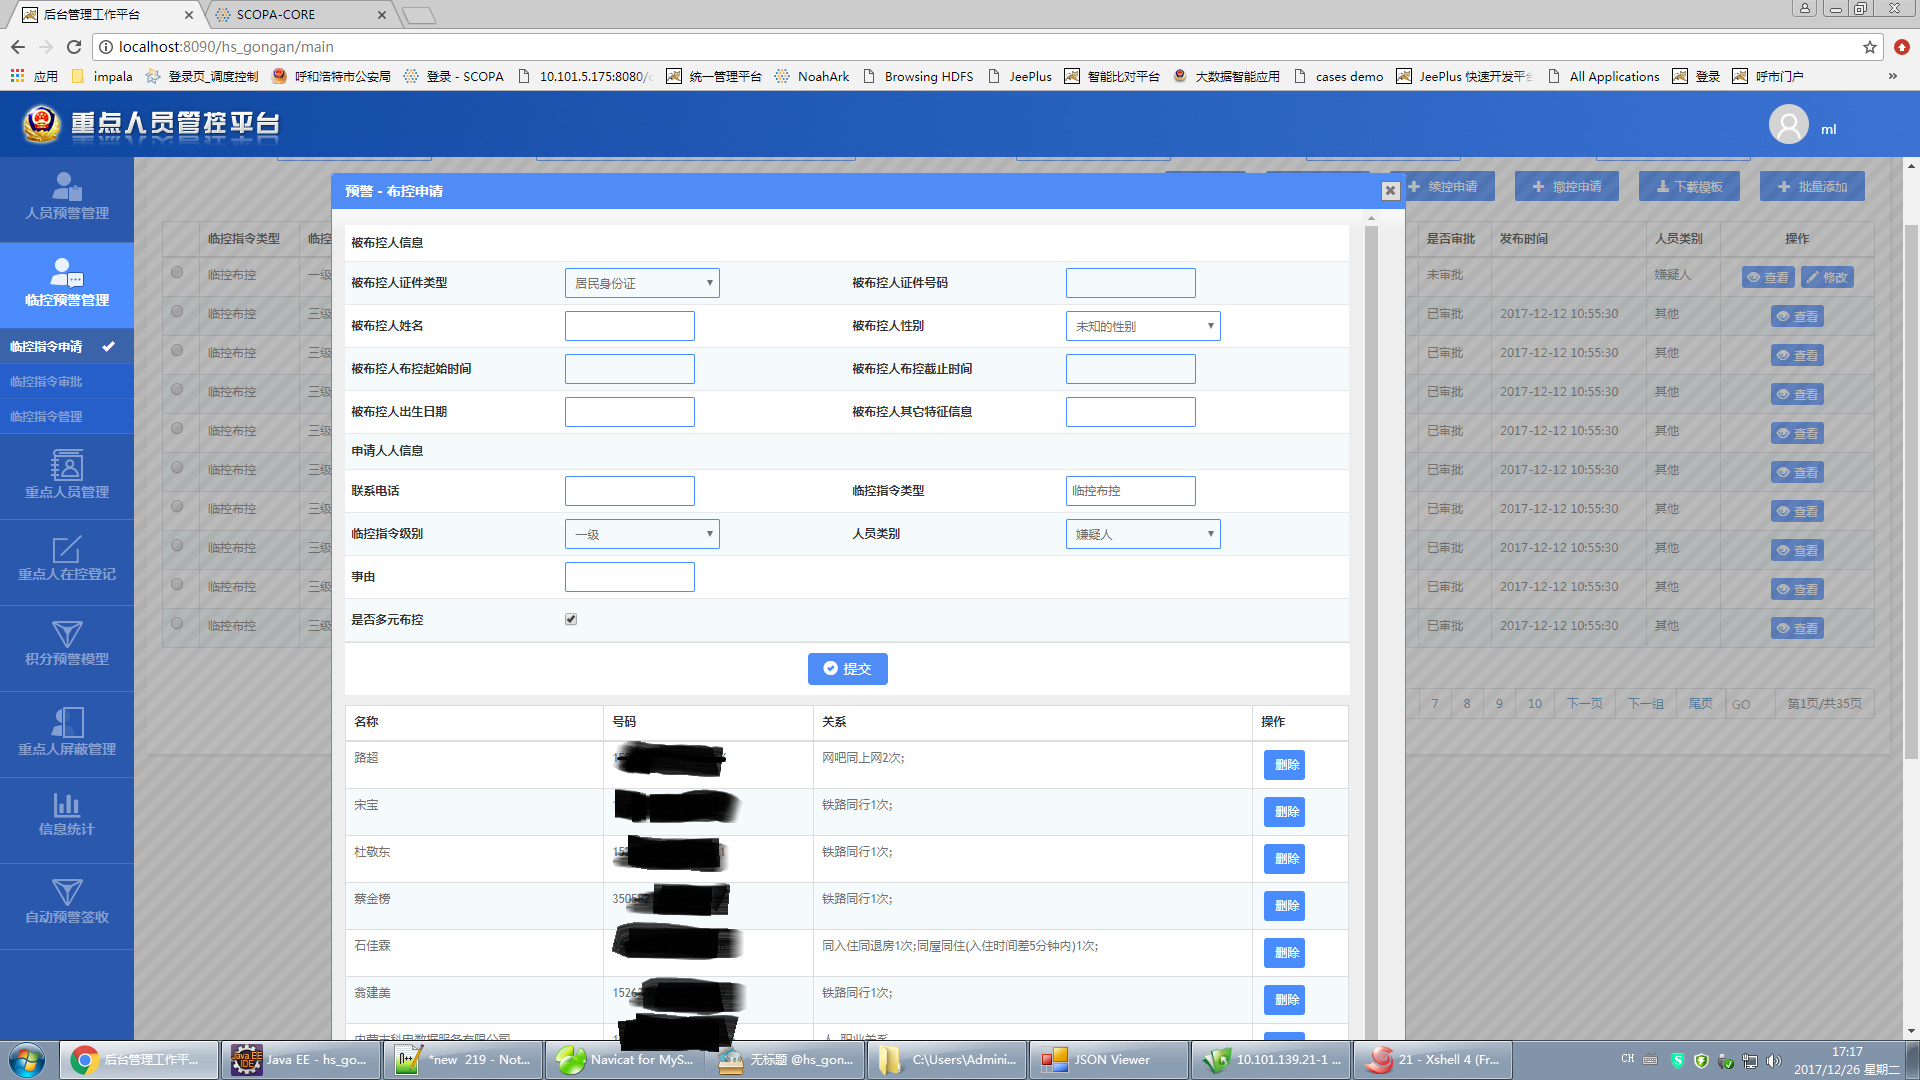 后台管理工作平台
SCOPA-CORE
localhost:8090/hs_gongan/main
应用
impala
登录页_调度控制
呼和浩特市公安局
登录 - SCOPA
10.101.5.175:8080/
统一管理平台
NoahArk
Browsing HDFS
JeePlus
智能比对平台
大数据智能应用
cases demo
JeePlus 快速开发平台
All Applications
登录
呼市门户
»
重点人员管控平台
ml
人员预警管理
临控预警管理
临控指令申请
临控指令审批
临控指令管理
重点人员管理
重点人在控登记
积分预警模型
重点人屏蔽管理
信息统计
自动预警签收
续控申请
撤控申请
下载模板
批量添加
临控指令类型 临控
是否审批 发布时间 人员类别 操作
临控布控 一级
未审批 嫌疑人 查看 修改
临控布控 三级
已审批 2017-12-12 10:55:30 其他 查看
临控布控 三级
已审批 2017-12-12 10:55:30 其他 查看
临控布控 三级
已审批 2017-12-12 10:55:30 其他 查看
临控布控 三级
已审批 2017-12-12 10:55:30 其他 查看
临控布控 三级
已审批 2017-12-12 10:55:30 其他 查看
临控布控 三级
已审批 2017-12-12 10:55:30 其他 查看
临控布控 三级
已审批 2017-12-12 10:55:30 其他 查看
临控布控 三级
已审批 2017-12-12 10:55:30 其他 查看
临控布控 三级
已审批 2017-12-12 10:55:30 其他 查看
7 8 9 10 下一页 下一组 尾页 GO 第1页/共35页
预警 - 布控申请
被布控人信息
被布控人证件类型 居民身份证 被布控人证件号码
被布控人姓名 被布控人性别 未知的性别
被布控人布控起始时间 被布控人布控截止时间
被布控人出生日期 被布控人其它特征信息
申请人人信息
联系电话 临控指令类型 临控布控
临控指令级别 一级 人员类别 嫌疑人
事由
是否多元布控
提交
名称 号码 关系 操作
路超 网吧同上网2次; 删除
宋宝 铁路同行1次; 删除
杜敬东 铁路同行1次; 删除
蔡金榜 铁路同行1次; 删除
石佳霖 同入住同退房1次;同屋同住(入住时间差5分钟内)1次; 删除
翁建美 1526 铁路同行1次; 删除
后台管理工作平...
Java EE - hs_go...
*new 219 - Not...
Navicat for MyS...
无标题 @hs_gon...
C:\Users\Admini...
JSON Viewer
10.101.139.21-1 ...
21 - Xshell 4 (Fr...
CH
17:17
2017/12/26 星期二